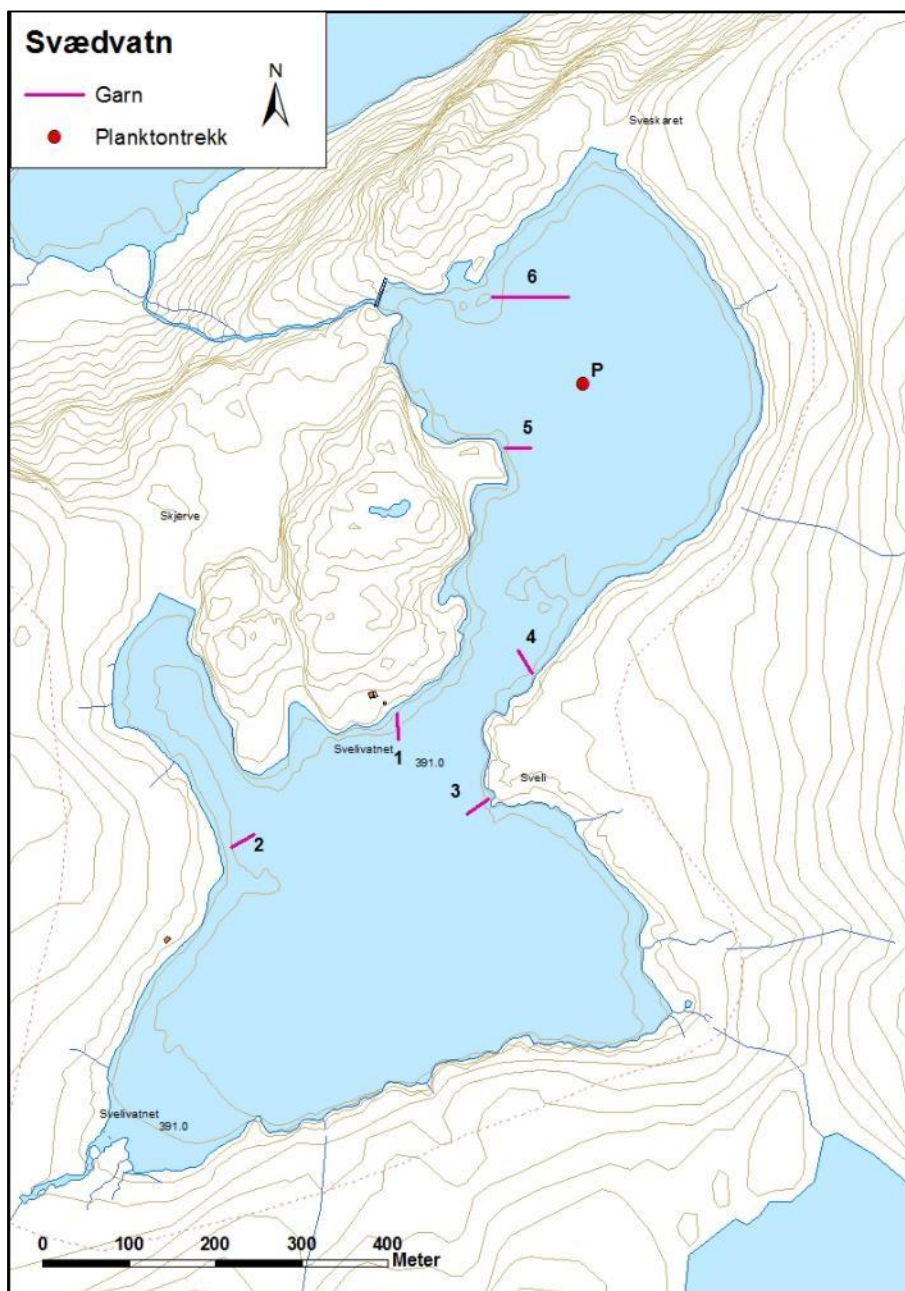 Svædvatn
N
Garn
Planktontrekk
Sveskaret
6
P
5
Skjerve
4
Svelivatnet
391.0
1
Sveli
3
2
Svelivatnet
391.0
0 100 200 300 400
Meter